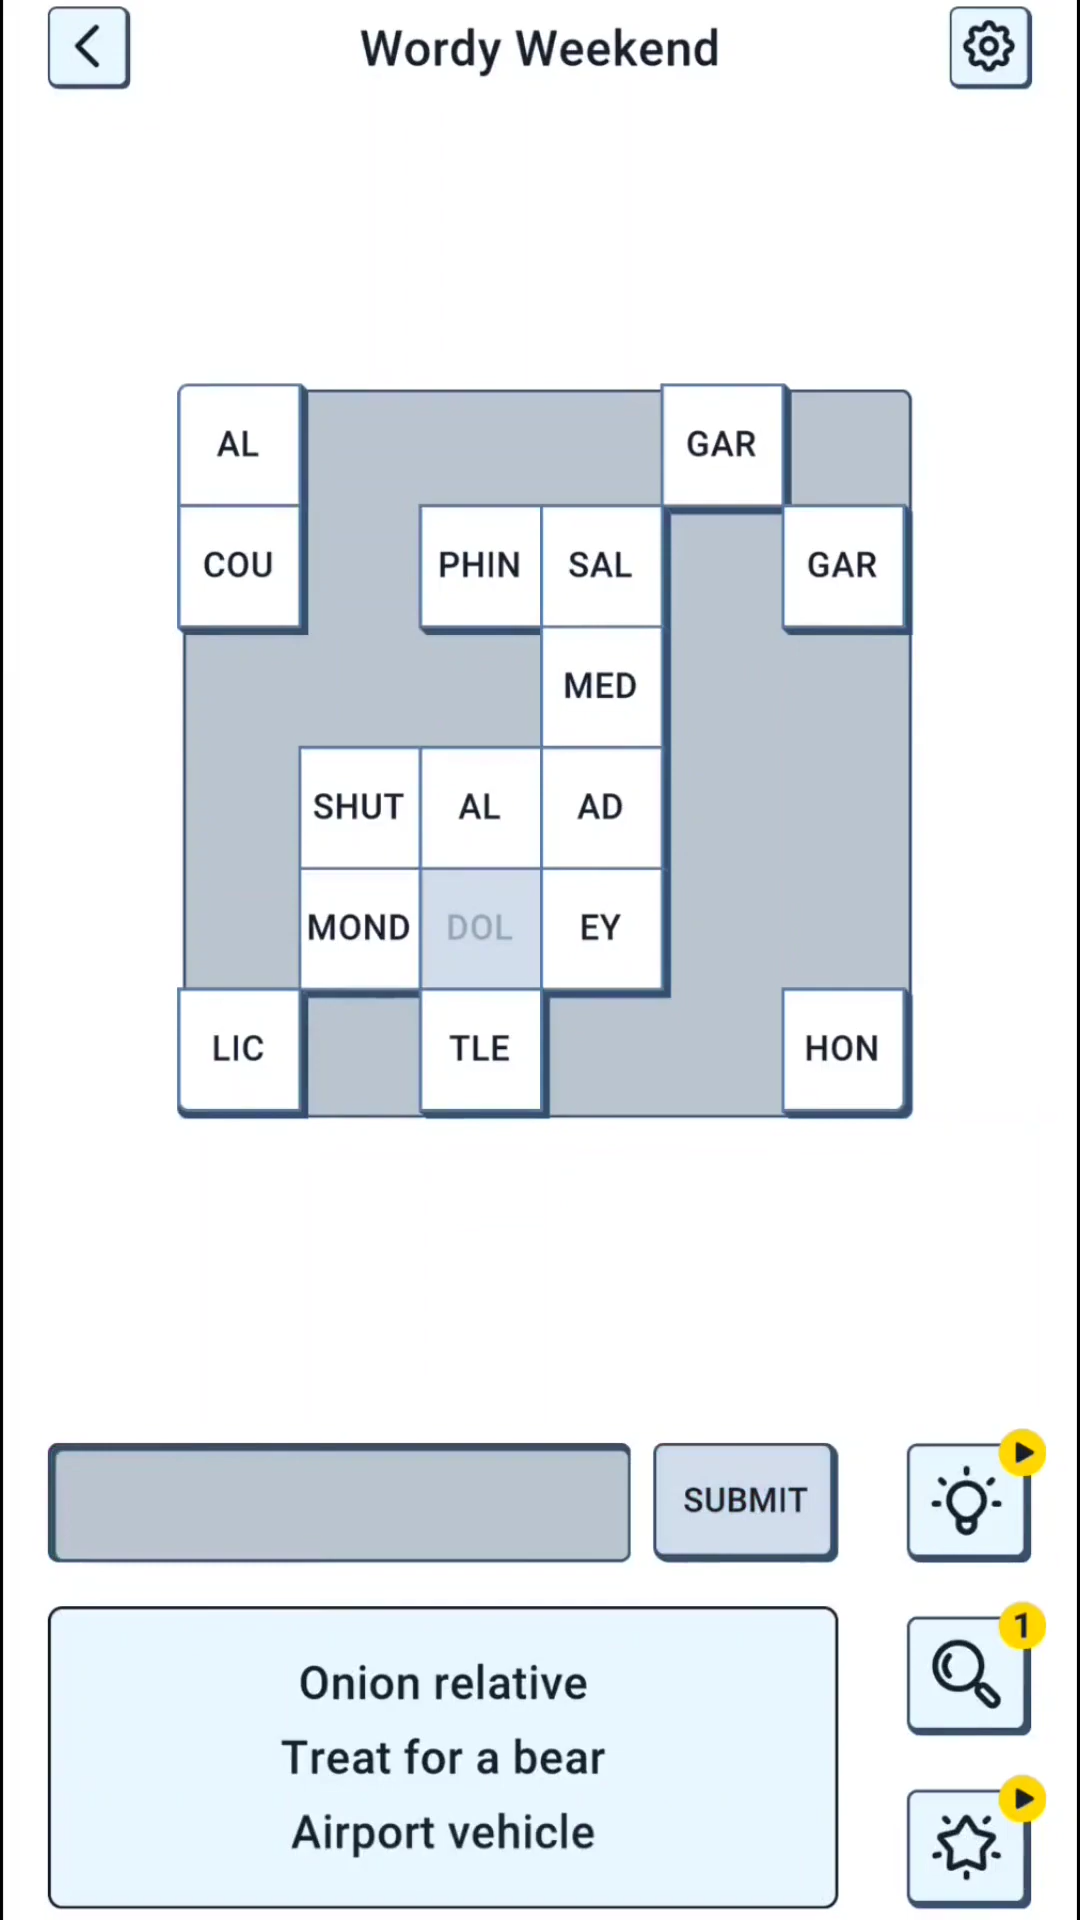 Wordy Weekend
AL GAR
COU PHIN SAL GAR
MED
SHUT AL AD
MOND DOL EY
LIC TLE HON
SUBMIT
1
Onion relative
Treat for a bear
Airport vehicle